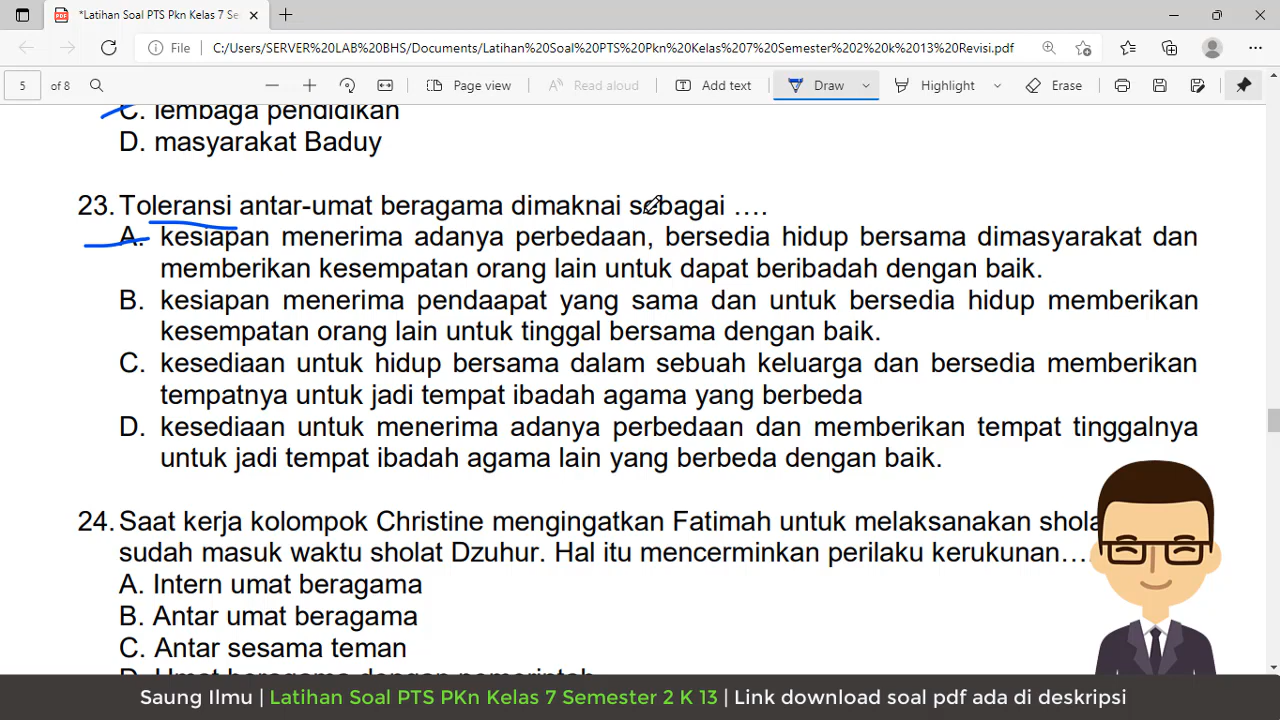 *Latihan Soal PTS Pkn Kelas 7 Se
File
C:/Users/SERVER%20LAB%20BHS/Documents/Latihan%20Soal%20PTS%20Pkn%20Kelas%207%20Semester%202%20k%2013%20Revisi.pdf
5 of 8
Page view
Read aloud
Add text
Draw
Highlight
Erase
C. lembaga pendidikan
D. masyarakat Baduy
23. Toleransi antar-umat beragama dimaknai sebagai ….
A. kesiapan menerima adanya perbedaan, bersedia hidup bersama dimasyarakat dan
memberikan kesempatan orang lain untuk dapat beribadah dengan baik.
B. kesiapan menerima pendaapat yang sama dan untuk bersedia hidup memberikan
kesempatan orang lain untuk tinggal bersama dengan baik.
C. kesediaan untuk hidup bersama dalam sebuah keluarga dan bersedia memberikan
tempatnya untuk jadi tempat ibadah agama yang berbeda
D. kesediaan untuk menerima adanya perbedaan dan memberikan tempat tinggalnya
untuk jadi tempat ibadah agama lain yang berbeda dengan baik.
24. Saat kerja kolompok Christine mengingatkan Fatimah untuk melaksanakan shola
sudah masuk waktu sholat Dzuhur. Hal itu mencerminkan perilaku kerukunan…
A. Intern umat beragama
B. Antar umat beragama
C. Antar sesama teman
D. Umat beragama dengan pemerintah
Saung Ilmu | Latihan Soal PTS PKn Kelas 7 Semester 2 K 13 | Link download soal pdf ada di deskripsi